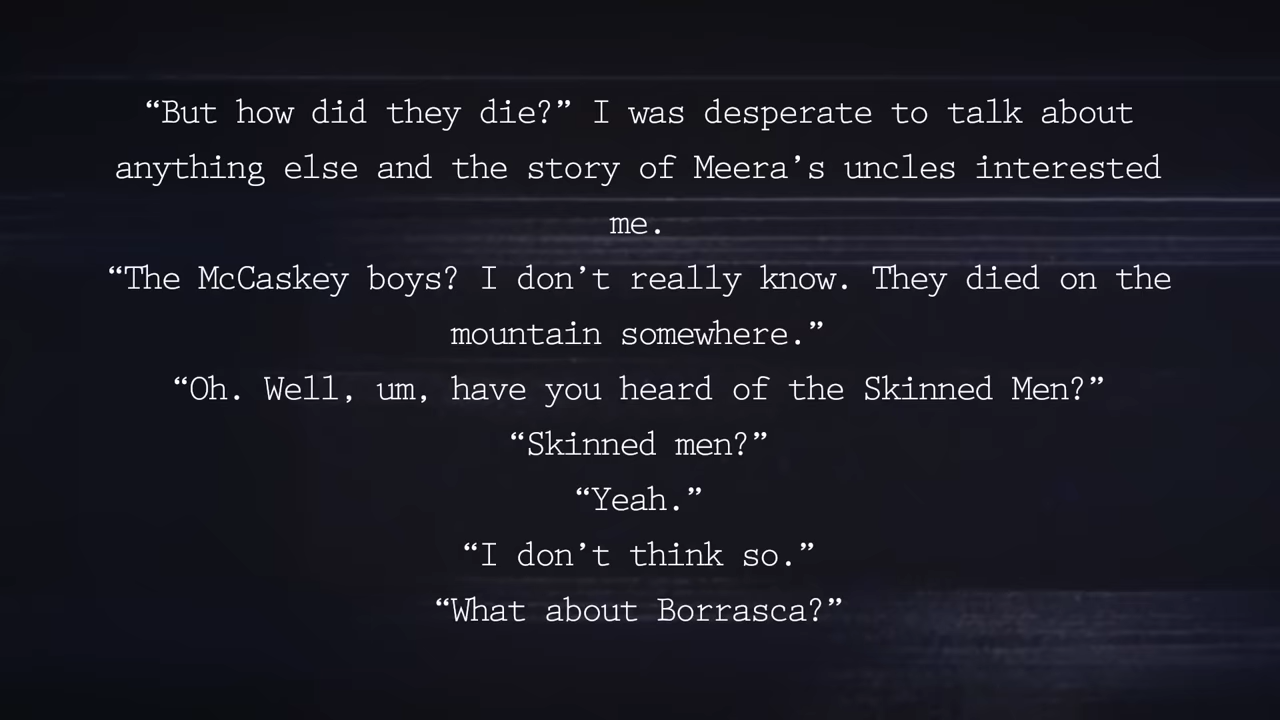 “But how did they die?” I was desperate to talk about
anything else and the story of Meera’s uncles interested
me.
“The McCaskey boys? I don’t really know. They died on the
mountain somewhere.”
“Oh. Well, um, have you heard of the Skinned Men?”
“Skinned men?”
“Yeah.”
“I don’t think so.”
“What about Borrasca?”